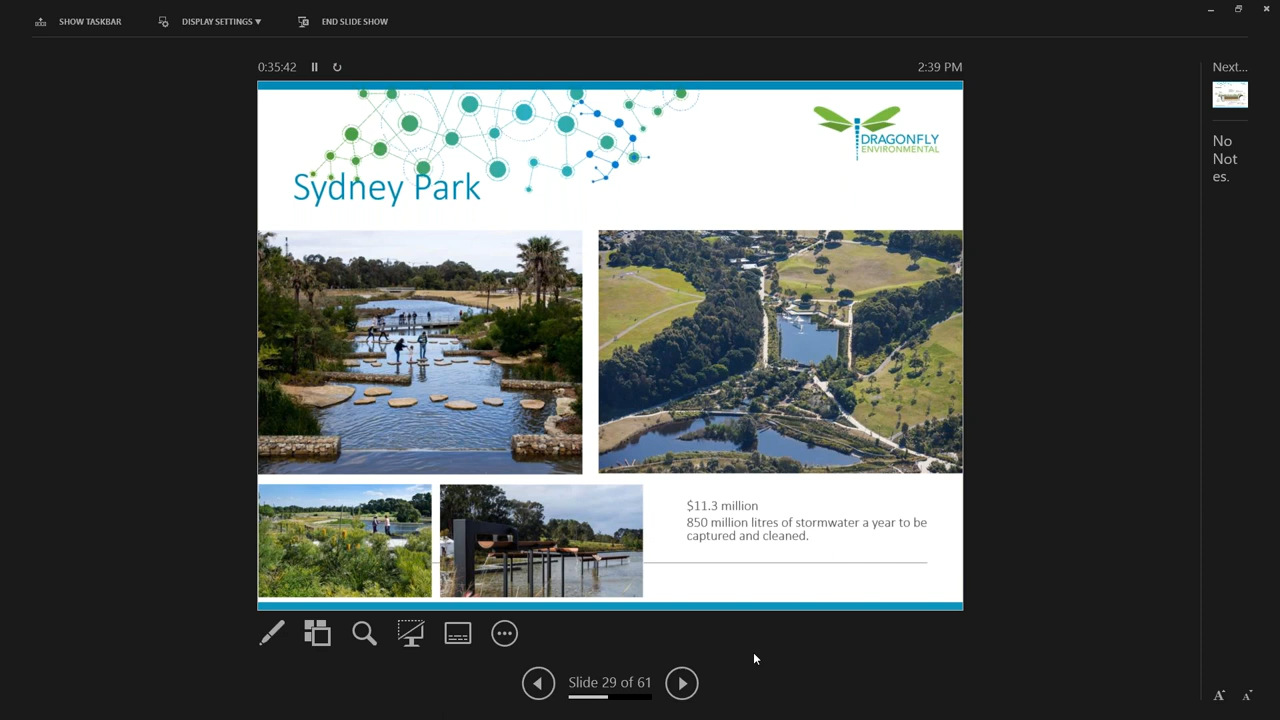 SHOW TASKBAR
DISPLAY SETTINGS ▼
END SLIDE SHOW
0:35:42
2:39 PM
Next...
No
Not
es.
DRAGONFLY
ENVIRONMENTAL
Sydney Park
$11.3 million
850 million litres of stormwater a year to be
captured and cleaned.
Slide 29 of 61
A A